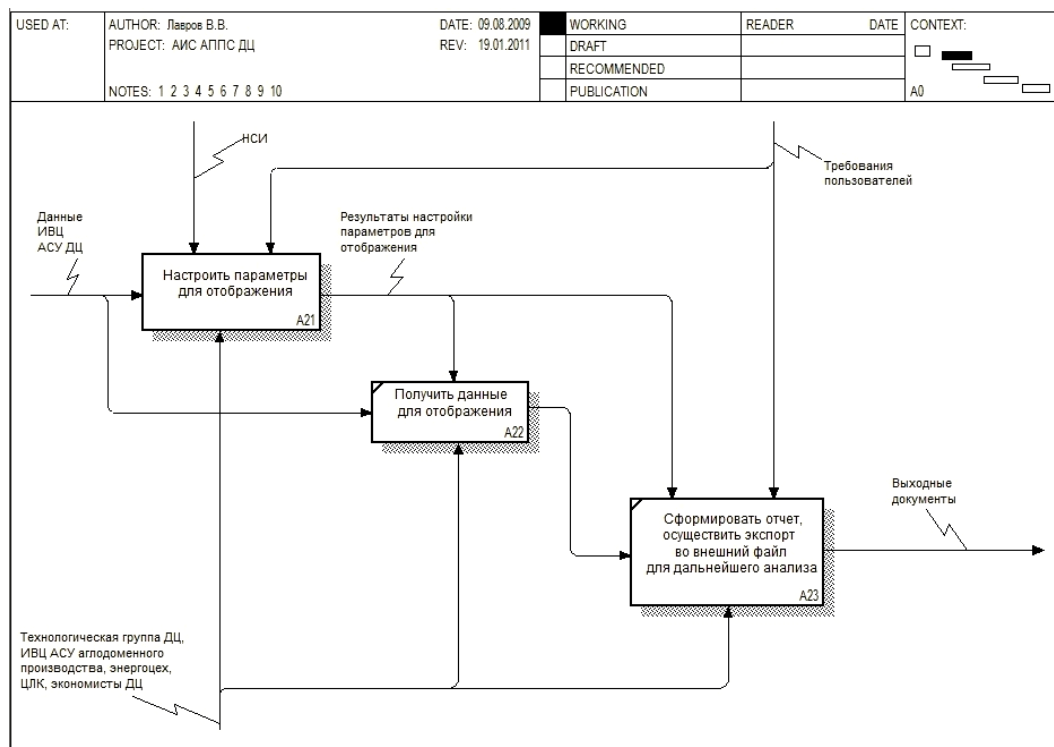 USED AT:
AUTHOR: Лавров В.В.
DATE: 09.08.2009
PROJECT: АИС АППС ДЦ
REV: 19.01.2011
NOTES: 1 2 3 4 5 6 7 8 9 10
WORKING
DRAFT
RECOMMENDED
PUBLICATION
READER DATE
CONTEXT:
A0
НСИ
Требования
пользователей
Данные
ИВЦ
АСУ ДЦ
Результаты настройки
параметров для
отображения
Настроить параметры
для отображения
A21
Получить данные
для отображения
A22
Сформировать отчет,
осуществить экспорт
во внешний файл
для дальнейшего анализа
A23
Выходные
документы
Технологическая группа ДЦ,
ИВЦ АСУ аглодоменного
производства, энергоцех,
ЦЛК, экономисты ДЦ